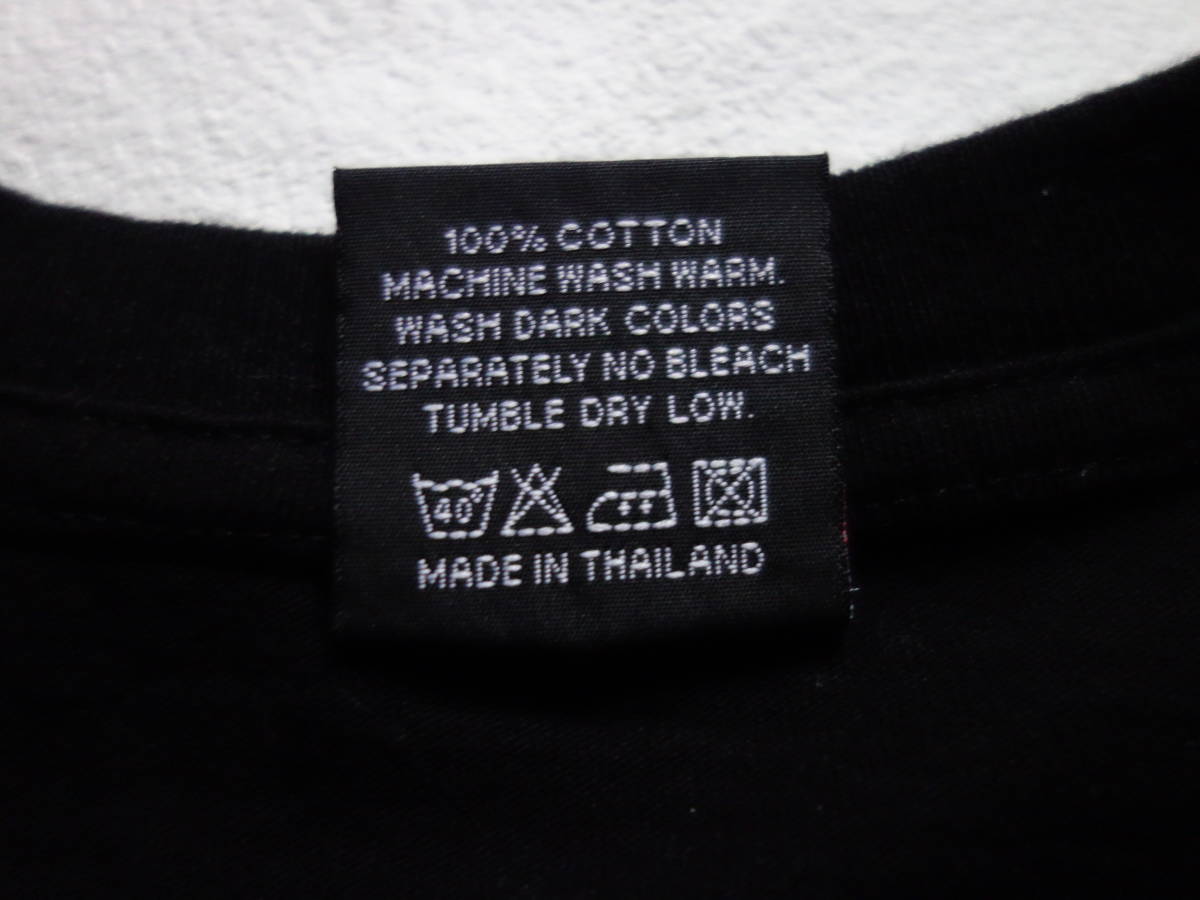 100% COTTON
MACHINE WASH WARM.
WASH DARK COLORS
SEPARATELY NO BLEACH
TUMBLE DRY LOW.
40°
MADE IN THAILAND